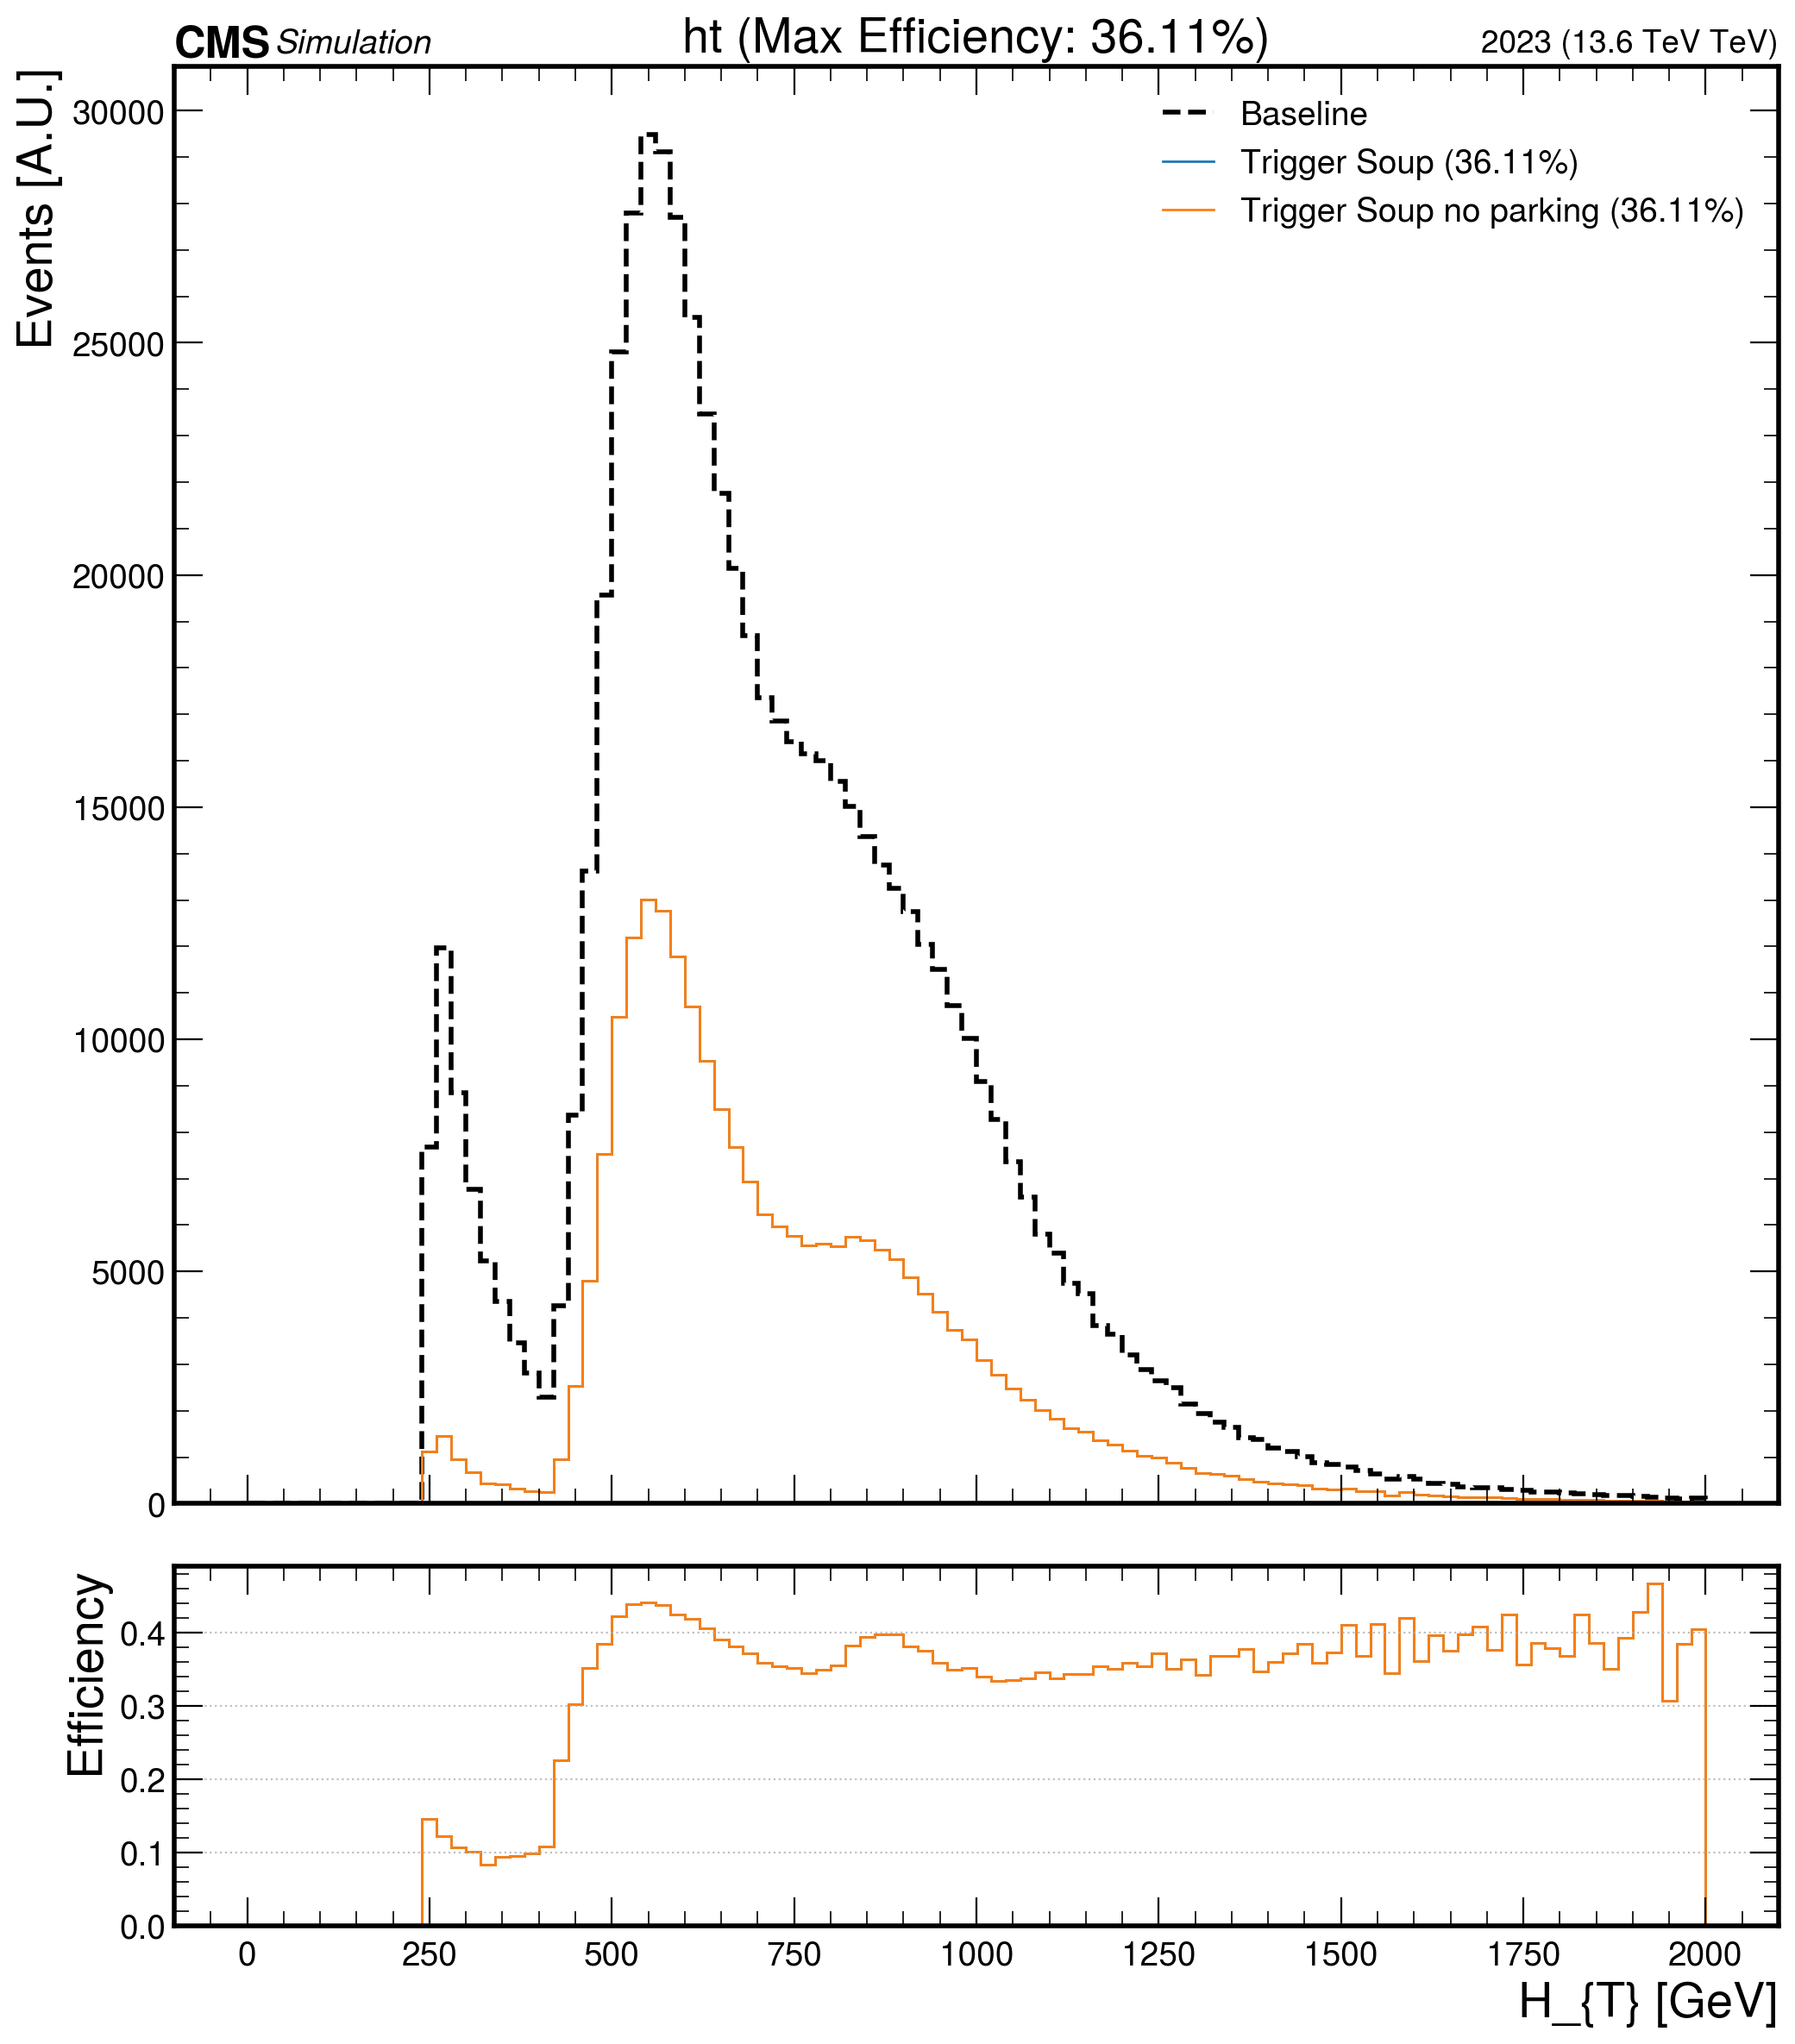 CMS Simulation ht (Max Efficiency: 36.11%) 2023 (13.6 TeV TeV)
Events [A.U.]
30000
25000
20000
15000
10000
5000
0
Baseline
Trigger Soup (36.11%)
Trigger Soup no parking (36.11%)
Efficiency
0.4
0.3
0.2
0.1
0.0
0 250 500 750 1000 1250 1500 1750 2000
H_{T} [GeV]